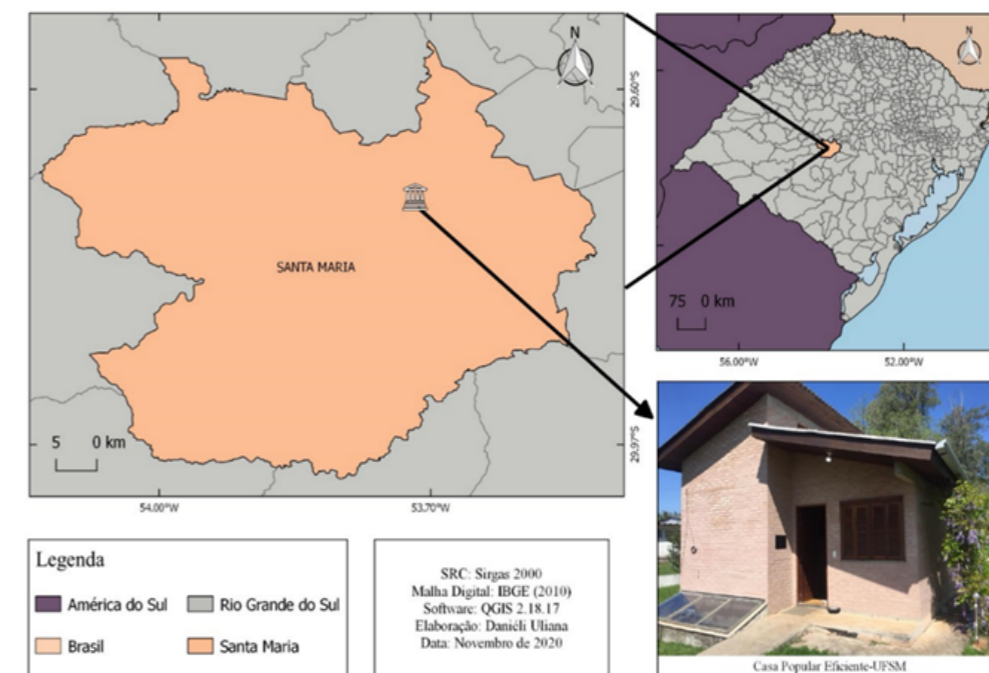 N
29.60°S
SANTA MARIA
5 0 km
29.97°S
54.00°W
53.70°W
N
75 0 km
56.00°W
52.00°W
Legenda
América do Sul
Rio Grande do Sul
Brasil
Santa Maria
SRC: Sirgas 2000
Malha Digital: IBGE (2010)
Software: QGIS 2.18.17
Elaboração: Daniéli Uliana
Data: Novembro de 2020
Casa Popular Eficiente-UFSM